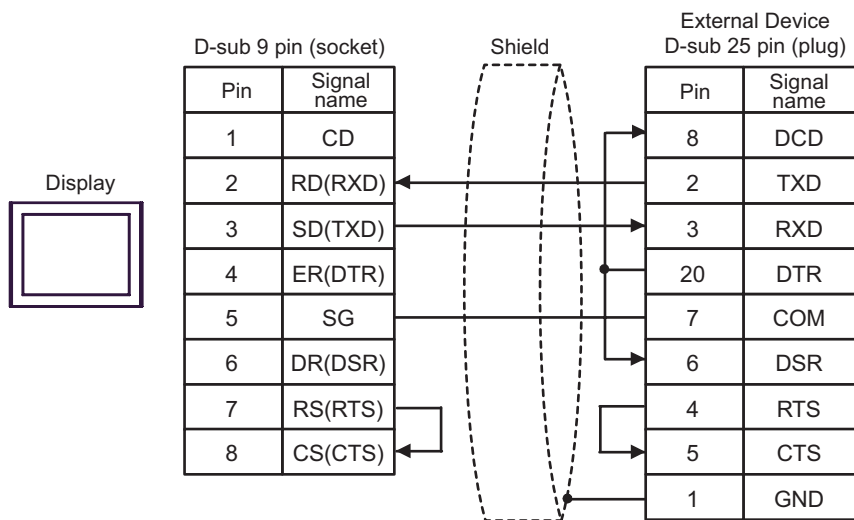 External Device
D-sub 9 pin (socket) Shield D-sub 25 pin (plug)
Pin Signal name Pin Signal name
1 CD 8 DCD
Display 2 RD(RXD) 2 TXD
3 SD(TXD) 3 RXD
4 ER(DTR) 20 DTR
5 SG 7 COM
6 DR(DSR) 6 DSR
7 RS(RTS) 4 RTS
8 CS(CTS) 5 CTS
1 GND